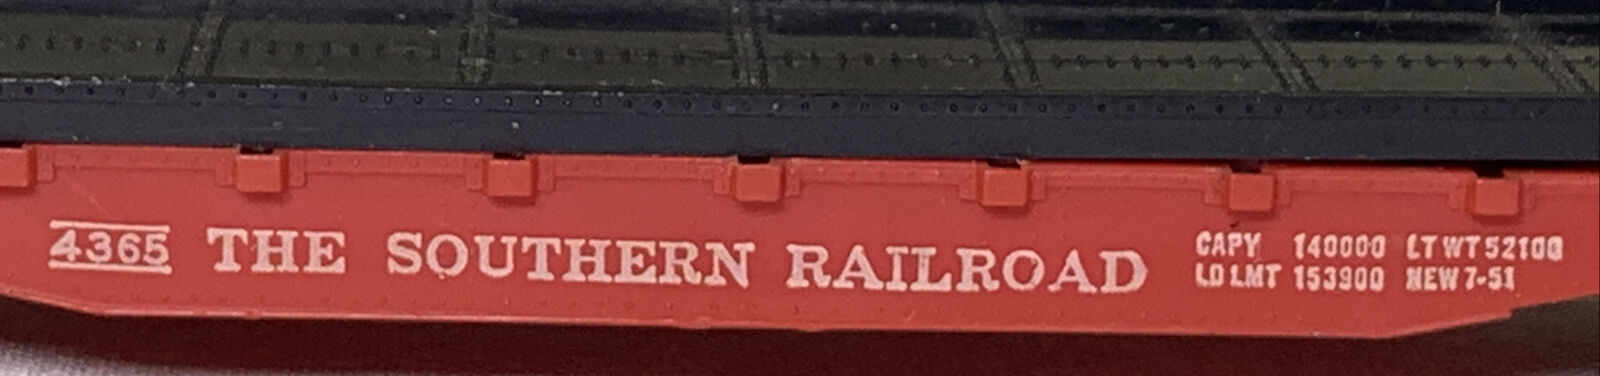 4365 THE SOUTHERN RAILROAD
CAPY 140000 LT WT 52100
LD LMT 153900 NEW 7-51